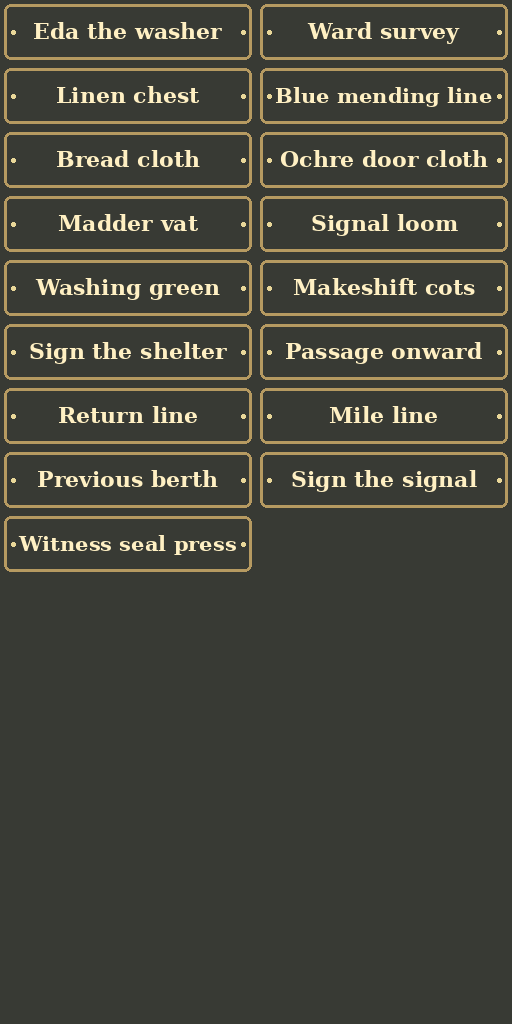 Eda the washer
Ward survey
Linen chest
Blue mending line
Bread cloth
Ochre door cloth
Madder vat
Signal loom
Washing green
Makeshift cots
Sign the shelter
Passage onward
Return line
Mile line
Previous berth
Sign the signal
Witness seal press